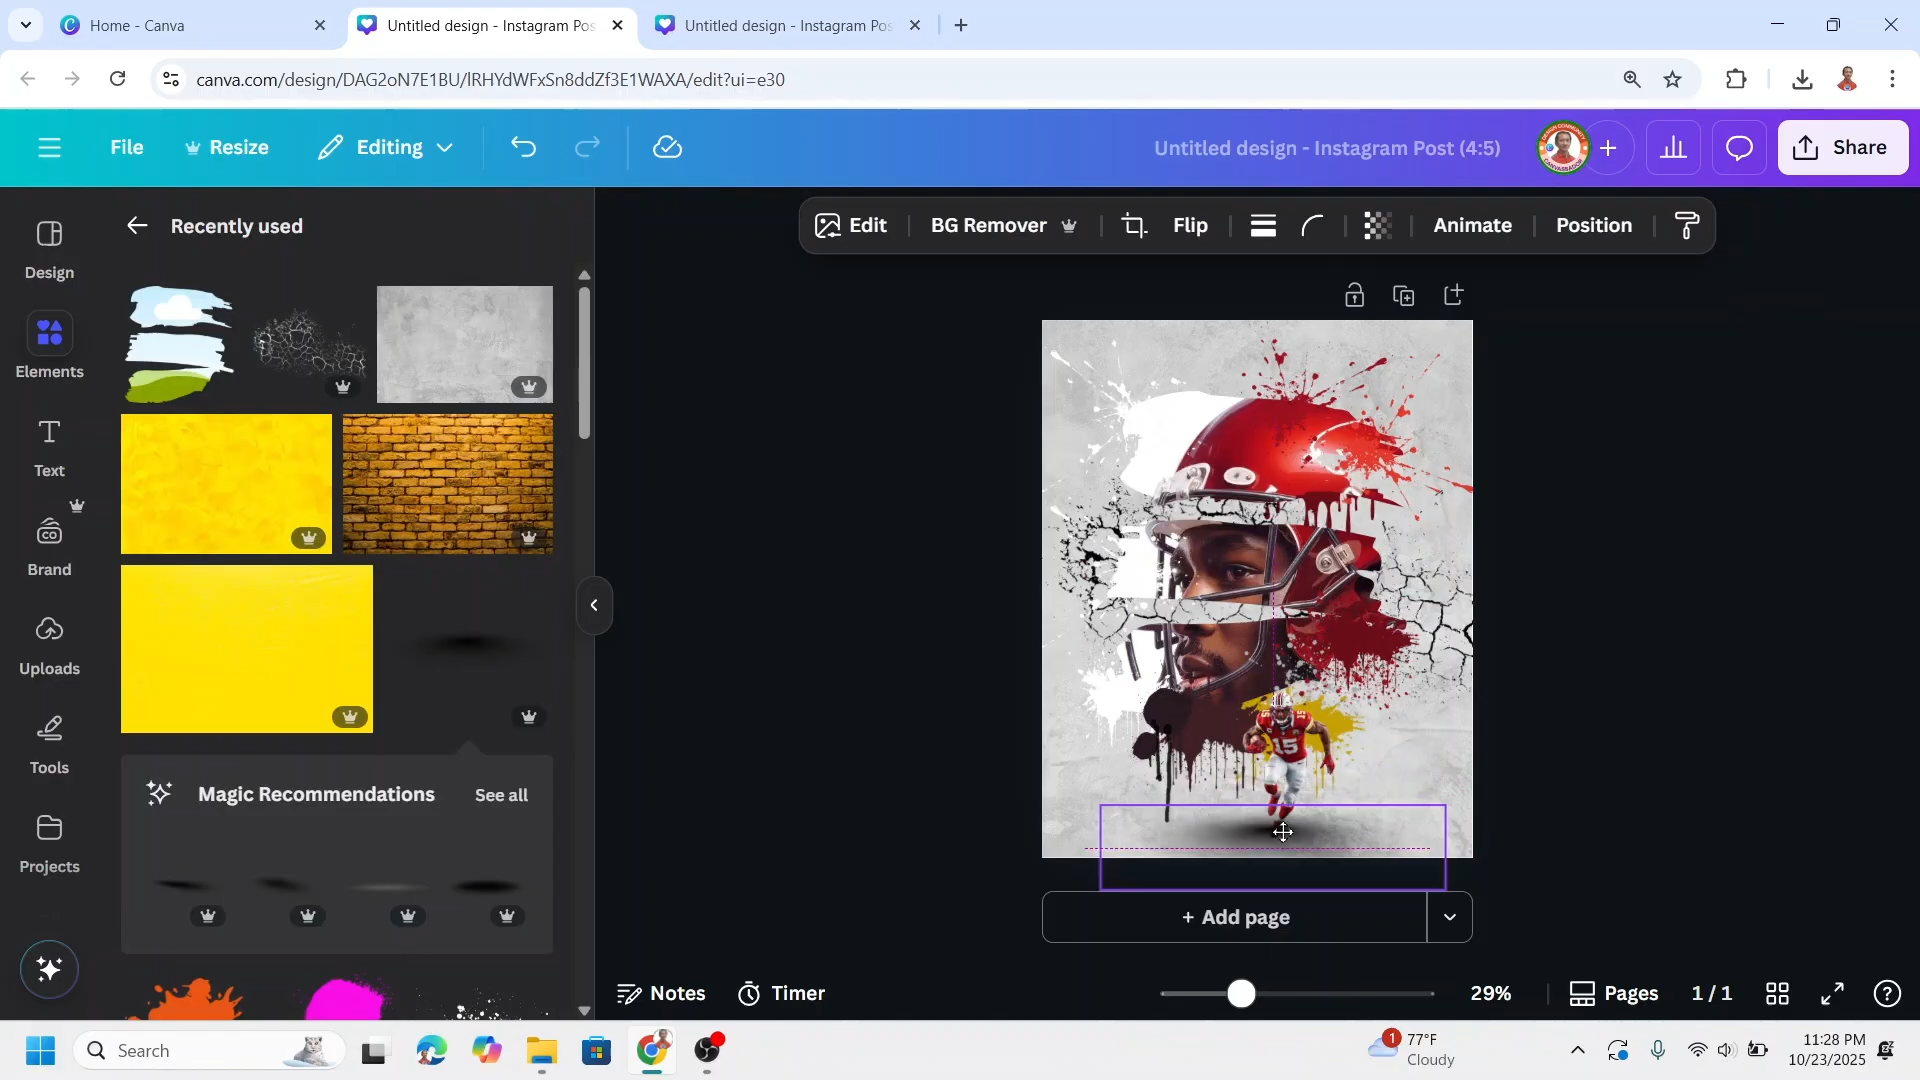 Home - Canva
Untitled design - Instagram Pos
Untitled design - Instagram Pos
canva.com/design/DAG2oN7E1BU/lRHYdWFxSn8ddZf3E1WAXA/edit?ui=e30
File
Resize
Editing
Untitled design - Instagram Post (4:5)
Share
Design
Elements
Text
Brand
Uploads
Tools
Projects
Recently used
Magic Recommendations
See all
Edit
BG Remover
Flip
Animate
Position
15
+ Add page
Notes
Timer
29%
Pages
1 / 1
Search
1
77°F
Cloudy
11:28 PM
10/23/2025